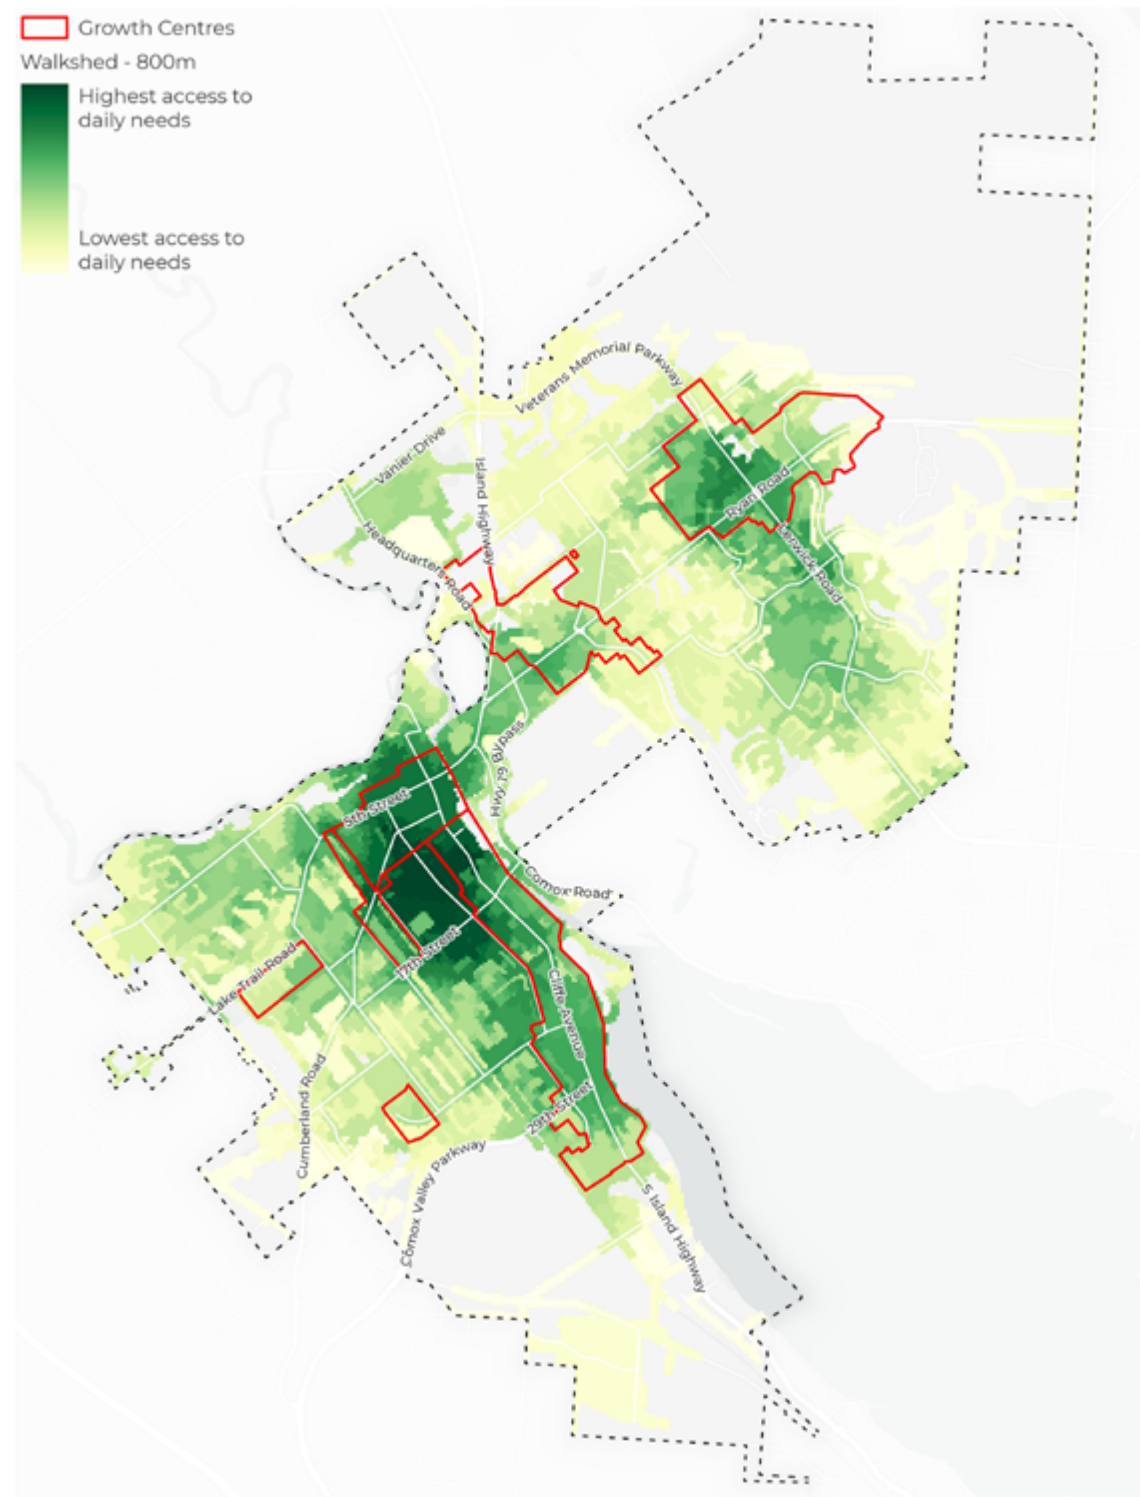 Growth Centres
Walkshed - 800m
Highest access to
daily needs
Lowest access to
daily needs
Veterans Memorial Parkway
Vanier Drive
Island Highway
Headquarters Road
Ryan Road
Lerwick Road
Hwy 19 Bypass
5th Street
Comox Road
17th Street
Lake Trail Road
Cliffe Avenue
Cumberland Road
29th Street
Comox Valley Parkway
S Island Highway